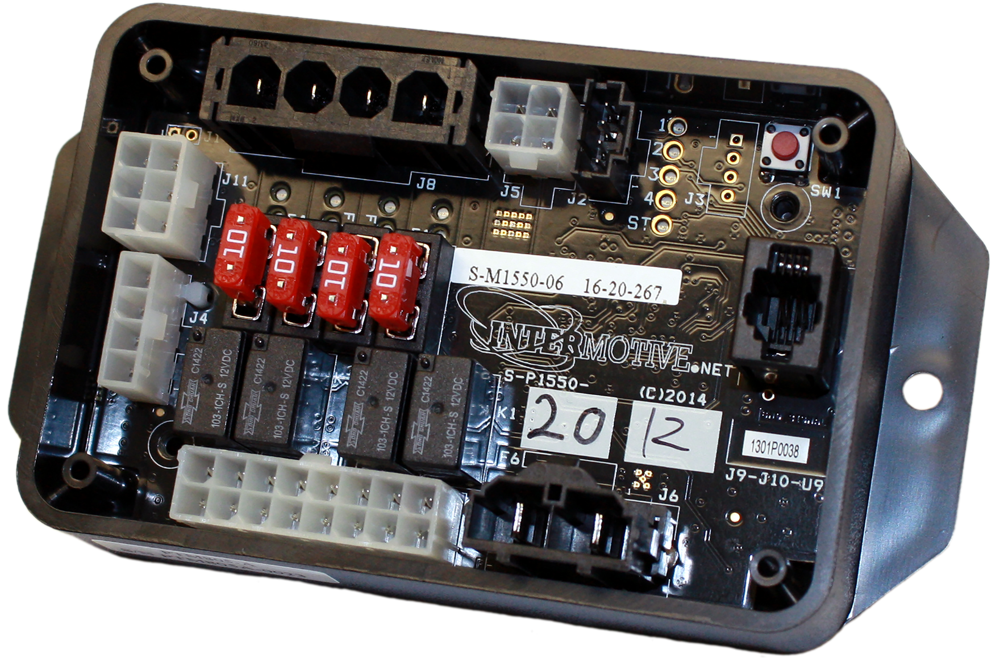 J1
J11
J8
J5
J2
1
2
3
4
ST
1
J3
1
SW1
10
10
10
10
J4
S-M1550-06 16-20-267
INTERMOTIVE.NET
S-P1550-
(C)2014
20
12
K1
C1422
103-1CH-S 12VDC
C1422
103-1CH-S 12VDC
C1422
103-1CH-S 12VDC
C1422
103-1CH-S 12VDC
1301P0038
J9-J10-U9
F6
J6